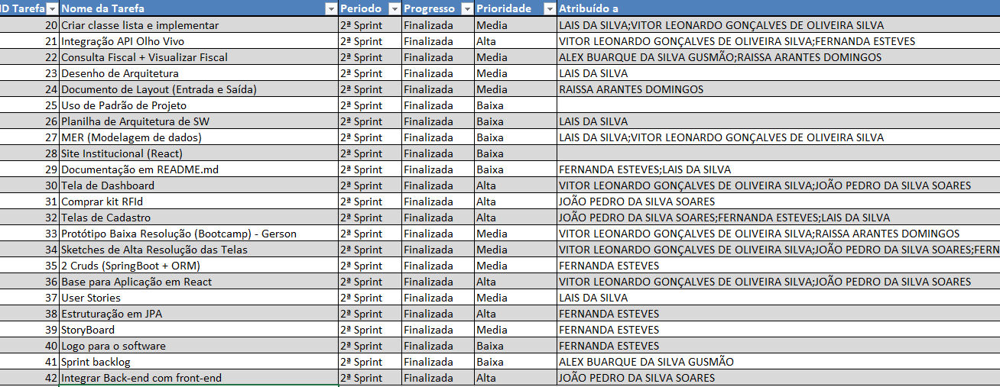 ID Tarefa Nome da Tarefa Periodo Progresso Prioridade Atribuído a
20 Criar classe lista e implementar 2ª Sprint Finalizada Media LAIS DA SILVA;VITOR LEONARDO GONÇALVES DE OLIVEIRA SILVA
21 Integração API Olho Vivo 2ª Sprint Finalizada Alta VITOR LEONARDO GONÇALVES DE OLIVEIRA SILVA;FERNANDA ESTEVES
22 Consulta Fiscal + Visualizar Fiscal 2ª Sprint Finalizada Media ALEX BUARQUE DA SILVA GUSMÃO;RAISSA ARANTES DOMINGOS
23 Desenho de Arquitetura 2ª Sprint Finalizada Media LAIS DA SILVA
24 Documento de Layout (Entrada e Saída) 2ª Sprint Finalizada Media RAISSA ARANTES DOMINGOS
25 Uso de Padrão de Projeto 2ª Sprint Finalizada Baixa
26 Planilha de Arquitetura de SW 2ª Sprint Finalizada Baixa LAIS DA SILVA
27 MER (Modelagem de dados) 2ª Sprint Finalizada Baixa LAIS DA SILVA;VITOR LEONARDO GONÇALVES DE OLIVEIRA SILVA
28 Site Institucional (React) 2ª Sprint Finalizada Baixa
29 Documentação em README.md 2ª Sprint Finalizada Baixa FERNANDA ESTEVES;LAIS DA SILVA
30 Tela de Dashboard 2ª Sprint Finalizada Alta VITOR LEONARDO GONÇALVES DE OLIVEIRA SILVA;JOÃO PEDRO DA SILVA SOARES
31 Comprar kit RFId 2ª Sprint Finalizada Alta JOÃO PEDRO DA SILVA SOARES
32 Telas de Cadastro 2ª Sprint Finalizada Alta JOÃO PEDRO DA SILVA SOARES;FERNANDA ESTEVES;LAIS DA SILVA
33 Protótipo Baixa Resolução (Bootcamp) - Gerson 2ª Sprint Finalizada Media VITOR LEONARDO GONÇALVES DE OLIVEIRA SILVA;RAISSA ARANTES DOMINGOS
34 Sketches de Alta Resolução das Telas 2ª Sprint Finalizada Media VITOR LEONARDO GONÇALVES DE OLIVEIRA SILVA;JOÃO PEDRO DA SILVA SOARES;FERN
35 2 Cruds (SpringBoot + ORM) 2ª Sprint Finalizada Media FERNANDA ESTEVES
36 Base para Aplicação em React 2ª Sprint Finalizada Alta VITOR LEONARDO GONÇALVES DE OLIVEIRA SILVA;JOÃO PEDRO DA SILVA SOARES
37 User Stories 2ª Sprint Finalizada Media LAIS DA SILVA
38 Estruturação em JPA 2ª Sprint Finalizada Alta FERNANDA ESTEVES
39 StoryBoard 2ª Sprint Finalizada Media FERNANDA ESTEVES
40 Logo para o software 2ª Sprint Finalizada Baixa FERNANDA ESTEVES
41 Sprint backlog 2ª Sprint Finalizada Baixa ALEX BUARQUE DA SILVA GUSMÃO
42 Integrar Back-end com front-end 2ª Sprint Finalizada Alta JOÃO PEDRO DA SILVA SOARES